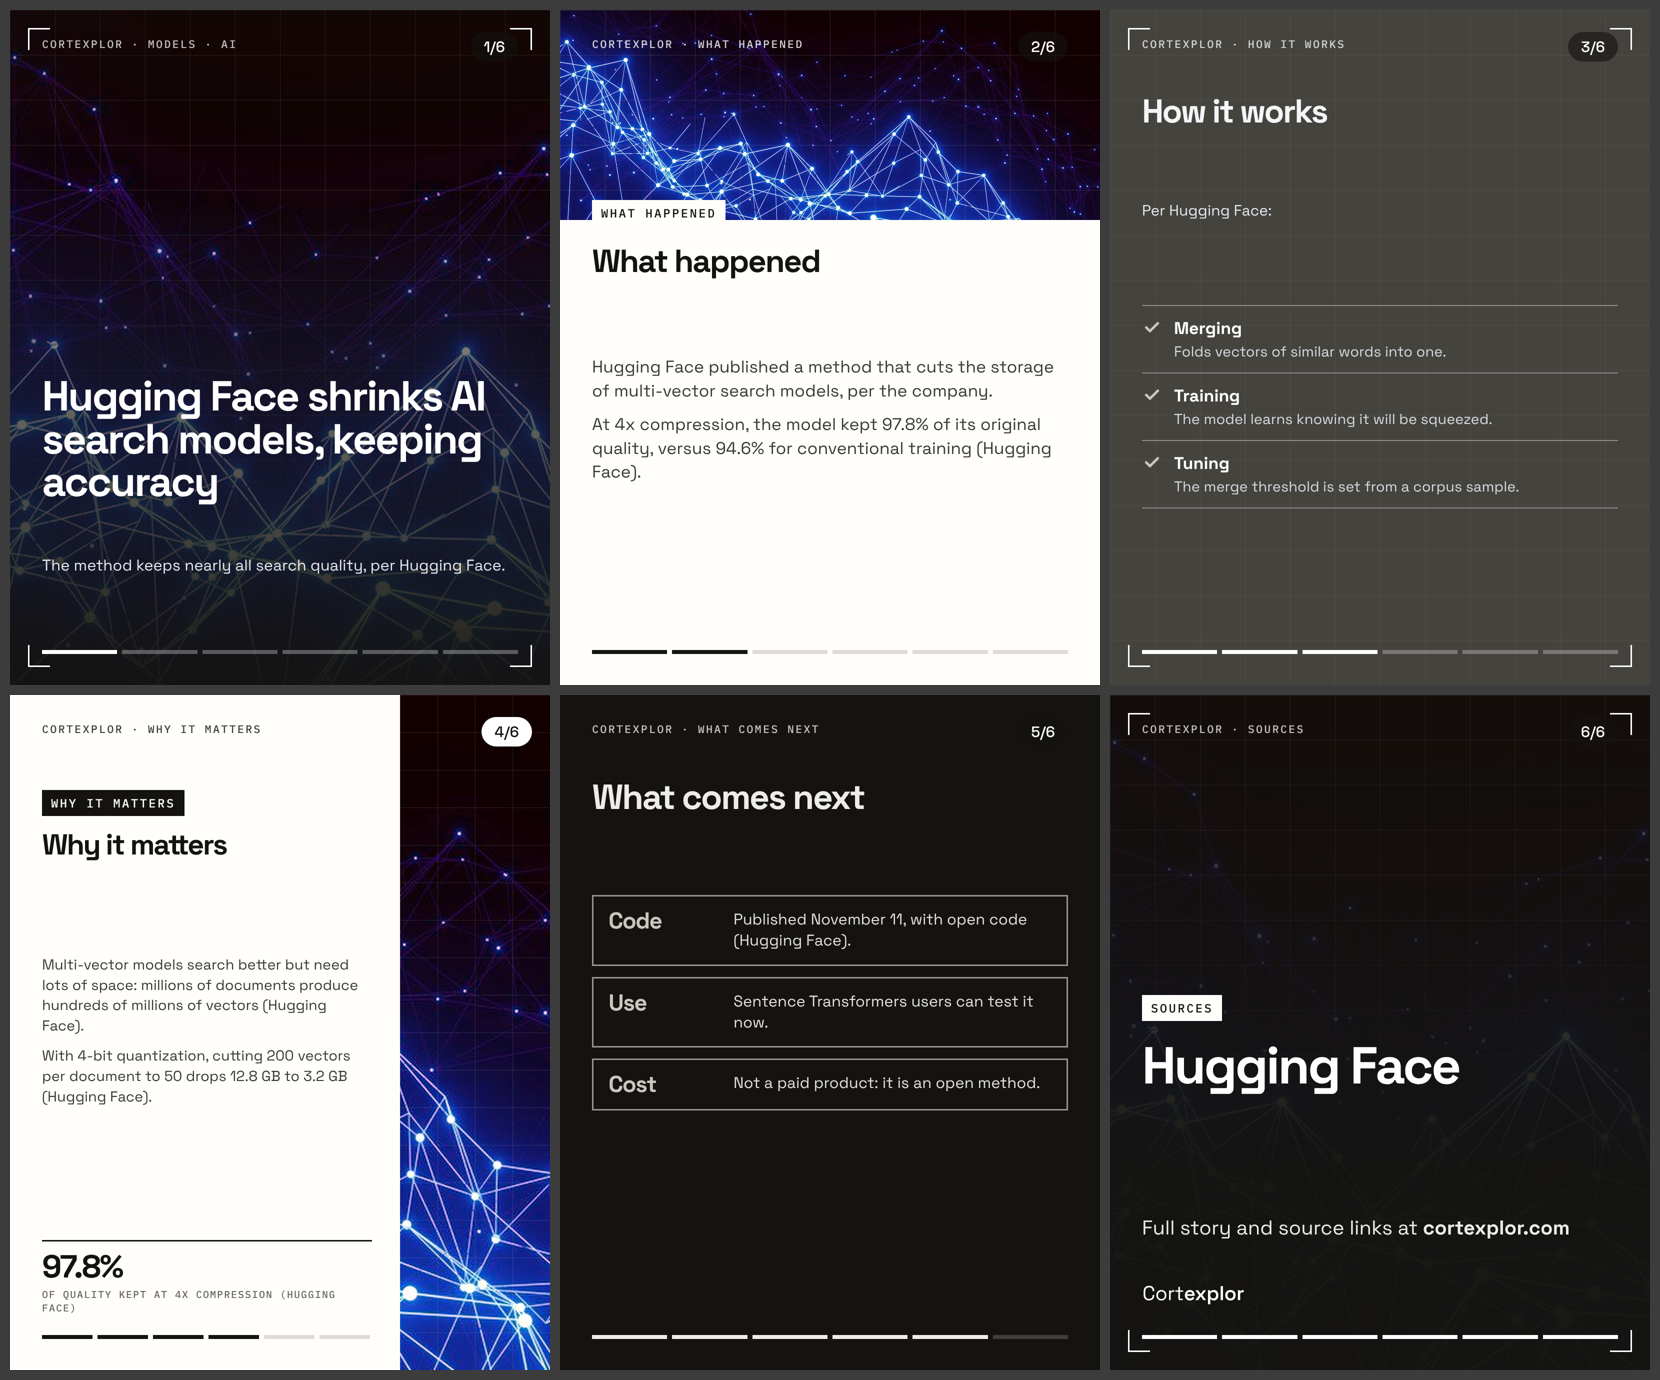 CORTEXPLOR · MODELS · AI
1/6
Hugging Face shrinks AI
search models, keeping
accuracy
The method keeps nearly all search quality, per Hugging Face.
CORTEXPLOR · WHAT HAPPENED
2/6
WHAT HAPPENED
What happened
Hugging Face published a method that cuts the storage
of multi-vector search models, per the company.
At 4x compression, the model kept 97.8% of its original
quality, versus 94.6% for conventional training (Hugging
Face).
CORTEXPLOR · HOW IT WORKS
3/6
How it works
Per Hugging Face:
Merging
Folds vectors of similar words into one.
Training
The model learns knowing it will be squeezed.
Tuning
The merge threshold is set from a corpus sample.
CORTEXPLOR · WHY IT MATTERS
4/6
WHY IT MATTERS
Why it matters
Multi-vector models search better but need
lots of space: millions of documents produce
hundreds of millions of vectors (Hugging
Face).
With 4-bit quantization, cutting 200 vectors
per document to 50 drops 12.8 GB to 3.2 GB
(Hugging Face).
97.8%
OF QUALITY KEPT AT 4X COMPRESSION (HUGGING
FACE)
CORTEXPLOR · WHAT COMES NEXT
5/6
What comes next
Code
Published November 11, with open code
(Hugging Face).
Use
Sentence Transformers users can test it
now.
Cost
Not a paid product: it is an open method.
CORTEXPLOR · SOURCES
6/6
SOURCES
Hugging Face
Full story and source links at cortexplor.com
Cortexplor